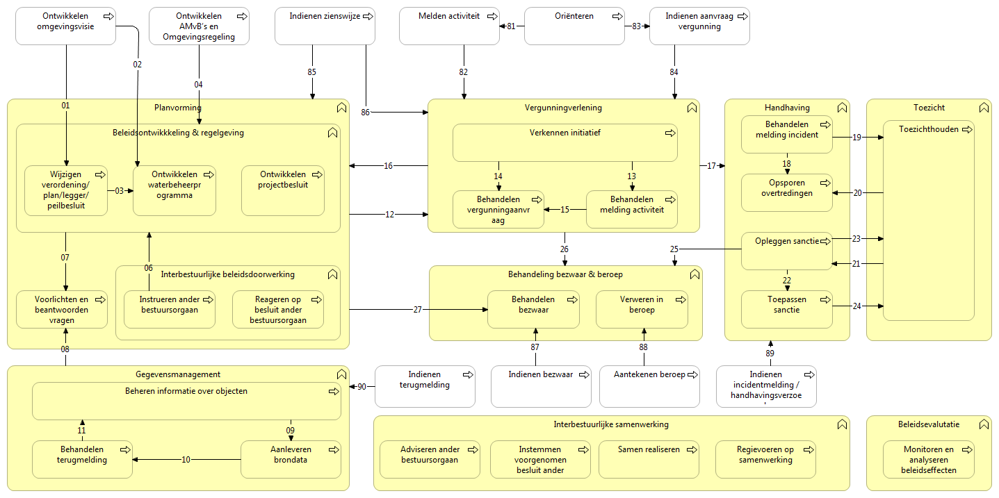 Ontwikkelen
omgevingsvisie
Ontwikkelen
AMvB's en
Omgevingsregeling
Indienen zienswijze
Melden activiteit
Oriënteren
Indienen aanvraag
vergunning
81
83
02
85
82
84
04
01
86
Planvorming
Beleidsontwikkkeling & regelgeving
Wijzigen
verordening/
plan/legger/
peilbesluit
03
Ontwikkelen
waterbeheerpr
ogramma
Ontwikkelen
projectbesluit
07
06
Interbestuurlijke beleidsdoorwerking
Voorlichten en
beantwoorden
vragen
Instrueren ander
bestuursorgaan
Reageren op
besluit ander
bestuursorgaan
08
16
12
27
Vergunningverlening
Verkennen initiatief
14
13
Behandelen
vergunningaanvr
aag
15
Behandelen
melding activiteit
17
26
25
Behandeling bezwaar & beroep
Behandelen
bezwaar
Verweren in
beroep
87
88
Handhaving
Behandelen
melding incident
18
Opsporen
overtredingen
Opleggen sanctie
22
Toepassen
sanctie
89
19
20
23
21
24
Toezicht
Toezichthouden
Gegevensmanagement
Beheren informatie over objecten
11
09
Behandelen
terugmelding
10
Aanleveren
brondata
90
Indienen
terugmelding
Indienen bezwaar
Aantekenen beroep
Indienen
incidentmelding /
handhavingsverzoe
Interbestuurlijke samenwerking
Adviseren ander
bestuursorgaan
Instemmen
voorgenomen
besluit ander
Samen realiseren
Regievoeren op
samenwerking
Beleidsevalutatie
Monitoren en
analyseren
beleidseffecten